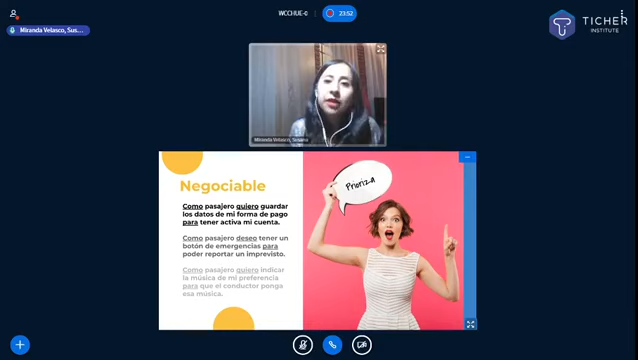 23:52
TICHER
INSTITUTE
Miranda Velasco, Sus...
Miranda Velasco, Susana
Negociable
Prioriza
Como pasajero quiero guardar
los datos de mi forma de pago
para tener activa mi cuenta.
Como pasajero deseo tener un
botón de emergencias para
poder reportar un imprevisto.
Como pasajero quiero indicar
la música de mi preferencia
para que el conductor ponga
esa música.